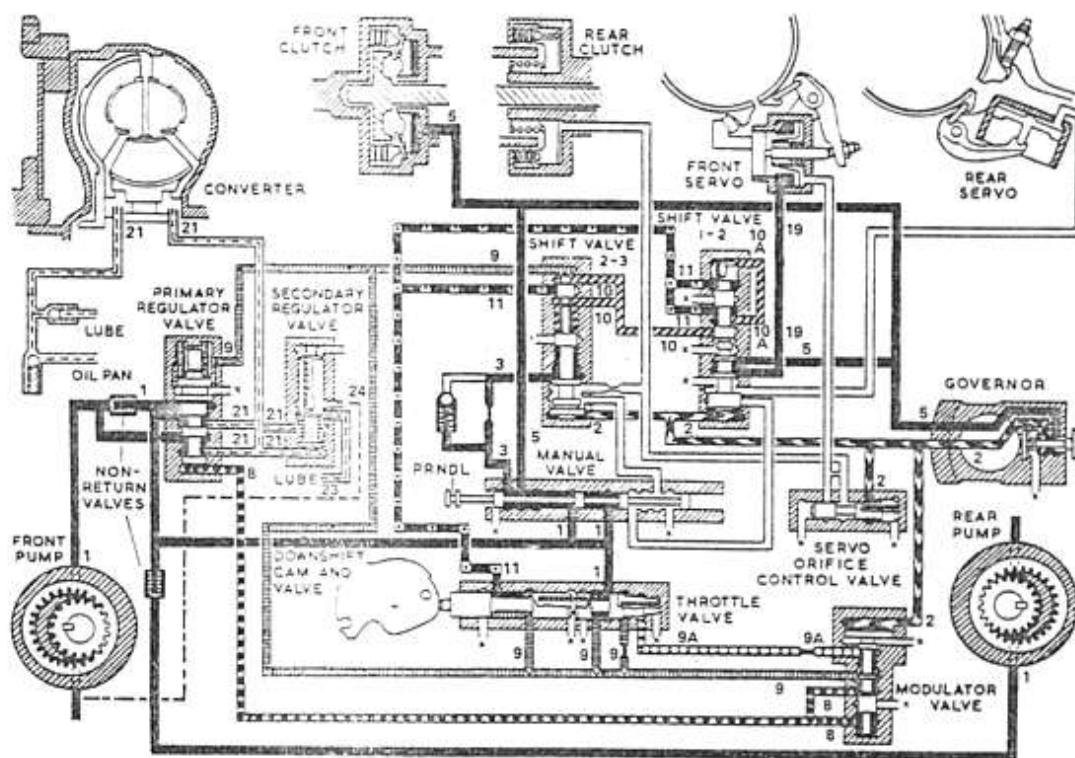 FRONT
CLUTCH
REAR
CLUTCH
5
CONVERTER
FRONT
SERVO
REAR
SERVO
21
21
SHIFT VALVE
1-2
19
10
A
SHIFT VALVE
2-3
9
PRIMARY
REGULATOR
VALVE
SECONDARY
REGULATOR
VALVE
11
10
10
11
11
10
10
A
19
5
LUBE
9
OIL PAN
1
3
24
GOVERNOR
21
21
21
21
2
2
5
2
8
3
5
MANUAL
VALVE
LUBE
23
PRNDL
NON-
RETURN
VALVES
2
FRONT
PUMP
1
1
1
SERVO
ORIFICE
CONTROL VALVE
REAR
PUMP
DOWNSHIFT
CAM AND
VALVE
11
THROTTLE
VALVE
2
9
9
9
9A
9A
9
8
8
MODULATOR
VALVE
1